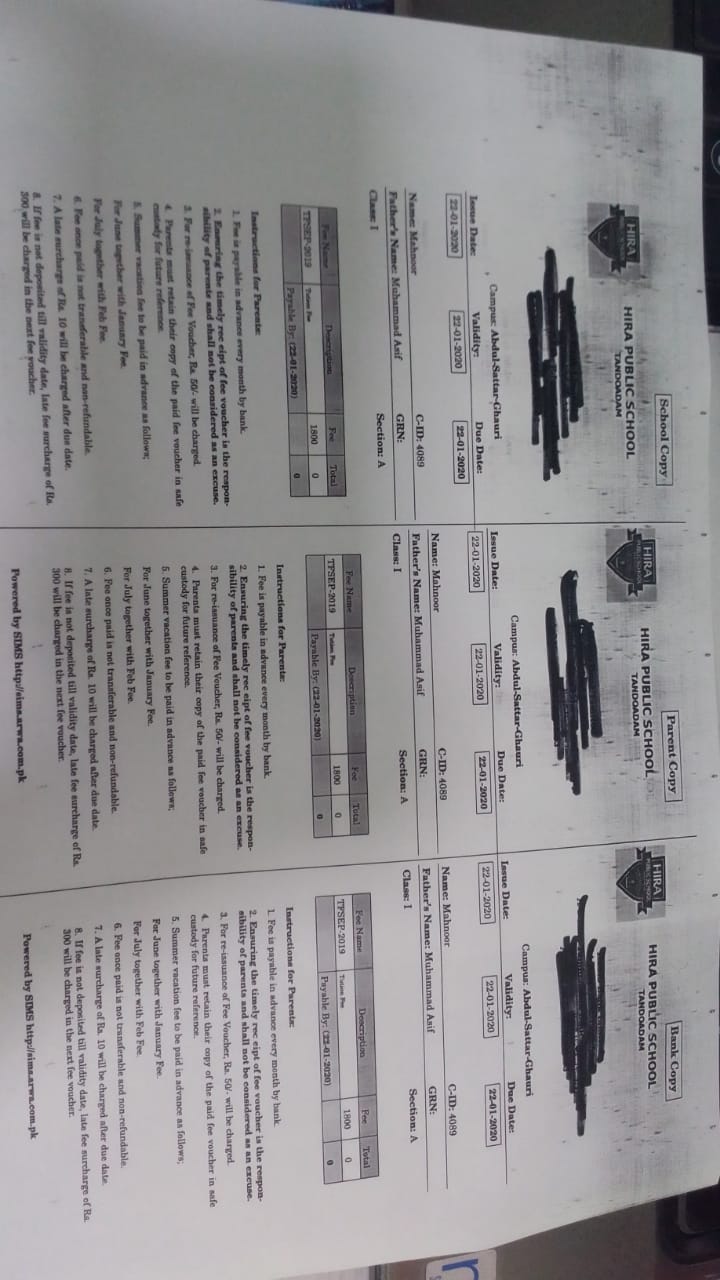 School Copy
HIRA
HIRA PUBLIC SCHOOL
TANDOADAM
Campus: Abdul-Sattar-Ghauri
Issue Date: Validity: Due Date:
22-01-2020 22-01-2020 22-01-2020
Name: Mahnoor C-ID: 4089
Father's Name: Muhammad Asif GRN:
Class: I Section: A
Fee Name Description Fee Total
TPSEP-2019 Tution Fee 1800 0
Payable By: (22-01-2020) 0
Instructions for Parents:
1. Fee is payable in advance every month by bank.
2. Ensuring the timely rec eipt of fee voucher is the respon-
sibility of parents and shall not be considered as an excuse.
3. For re-issuance of Fee Voucher, Rs. 50/- will be charged.
4. Parents must retain their copy of the paid fee voucher in safe
custody for future reference.
5. Summer vacation fee to be paid in advance as follows;
For June together with January Fee.
For July together with Feb Fee.
6. Fee once paid is not transferable and non-refundable.
7. A late surcharge of Rs. 10 will be charged after due date.
8. If fee is not deposited till validity date, late fee surcharge of Rs.
300 will be charged in the next fee voucher.
Parent Copy
HIRA
PUBLIC SCHOOL
HIRA PUBLIC SCHOOL
TANDOADAM
Campus: Abdul-Sattar-Ghauri
Issue Date: Validity: Due Date:
22-01-2020 22-01-2020 22-01-2020
Name: Mahnoor C-ID: 4089
Father's Name: Muhammad Asif GRN:
Class: I Section: A
Fee Name Description Fee Total
TPSEP-2019 Tution Fee 1800 0
Payable By: (22-01-2020) 0
Instructions for Parents:
1. Fee is payable in advance every month by bank.
2. Ensuring the timely rec eipt of fee voucher is the respon-
sibility of parents and shall not be considered as an excuse.
3. For re-issuance of Fee Voucher, Rs. 50/- will be charged.
4. Parents must retain their copy of the paid fee voucher in safe
custody for future reference.
5. Summer vacation fee to be paid in advance as follows;
For June together with January Fee.
For July together with Feb Fee.
6. Fee once paid is not transferable and non-refundable.
7. A late surcharge of Rs. 10 will be charged after due date.
8. If fee is not deposited till validity date, late fee surcharge of Rs.
300 will be charged in the next fee voucher.
Powered by SIMS http://sims.arwa.com.pk
Bank Copy
HIRA
PUBLIC SCHOOL
HIRA PUBLIC SCHOOL
TANDOADAM
Campus: Abdul-Sattar-Ghauri
Issue Date: Validity: Due Date:
22-01-2020 22-01-2020 22-01-2020
Name: Mahnoor C-ID: 4089
Father's Name: Muhammad Asif GRN:
Class: I Section: A
Fee Name Description Fee Total
TPSEP-2019 Tution Fee 1800 0
Payable By: (22-01-2020) 0
Instructions for Parents:
1. Fee is payable in advance every month by bank.
2. Ensuring the timely rec eipt of fee voucher is the respon-
sibility of parents and shall not be considered as an excuse.
3. For re-issuance of Fee Voucher, Rs. 50/- will be charged.
4. Parents must retain their copy of the paid fee voucher in safe
custody for future reference.
5. Summer vacation fee to be paid in advance as follows;
For June together with January Fee.
For July together with Feb Fee.
6. Fee once paid is not transferable and non-refundable.
7. A late surcharge of Rs. 10 will be charged after due date.
8. If fee is not deposited till validity date, late fee surcharge of Rs.
300 will be charged in the next fee voucher.
Powered by SIMS http://sims.arwa.com.pk